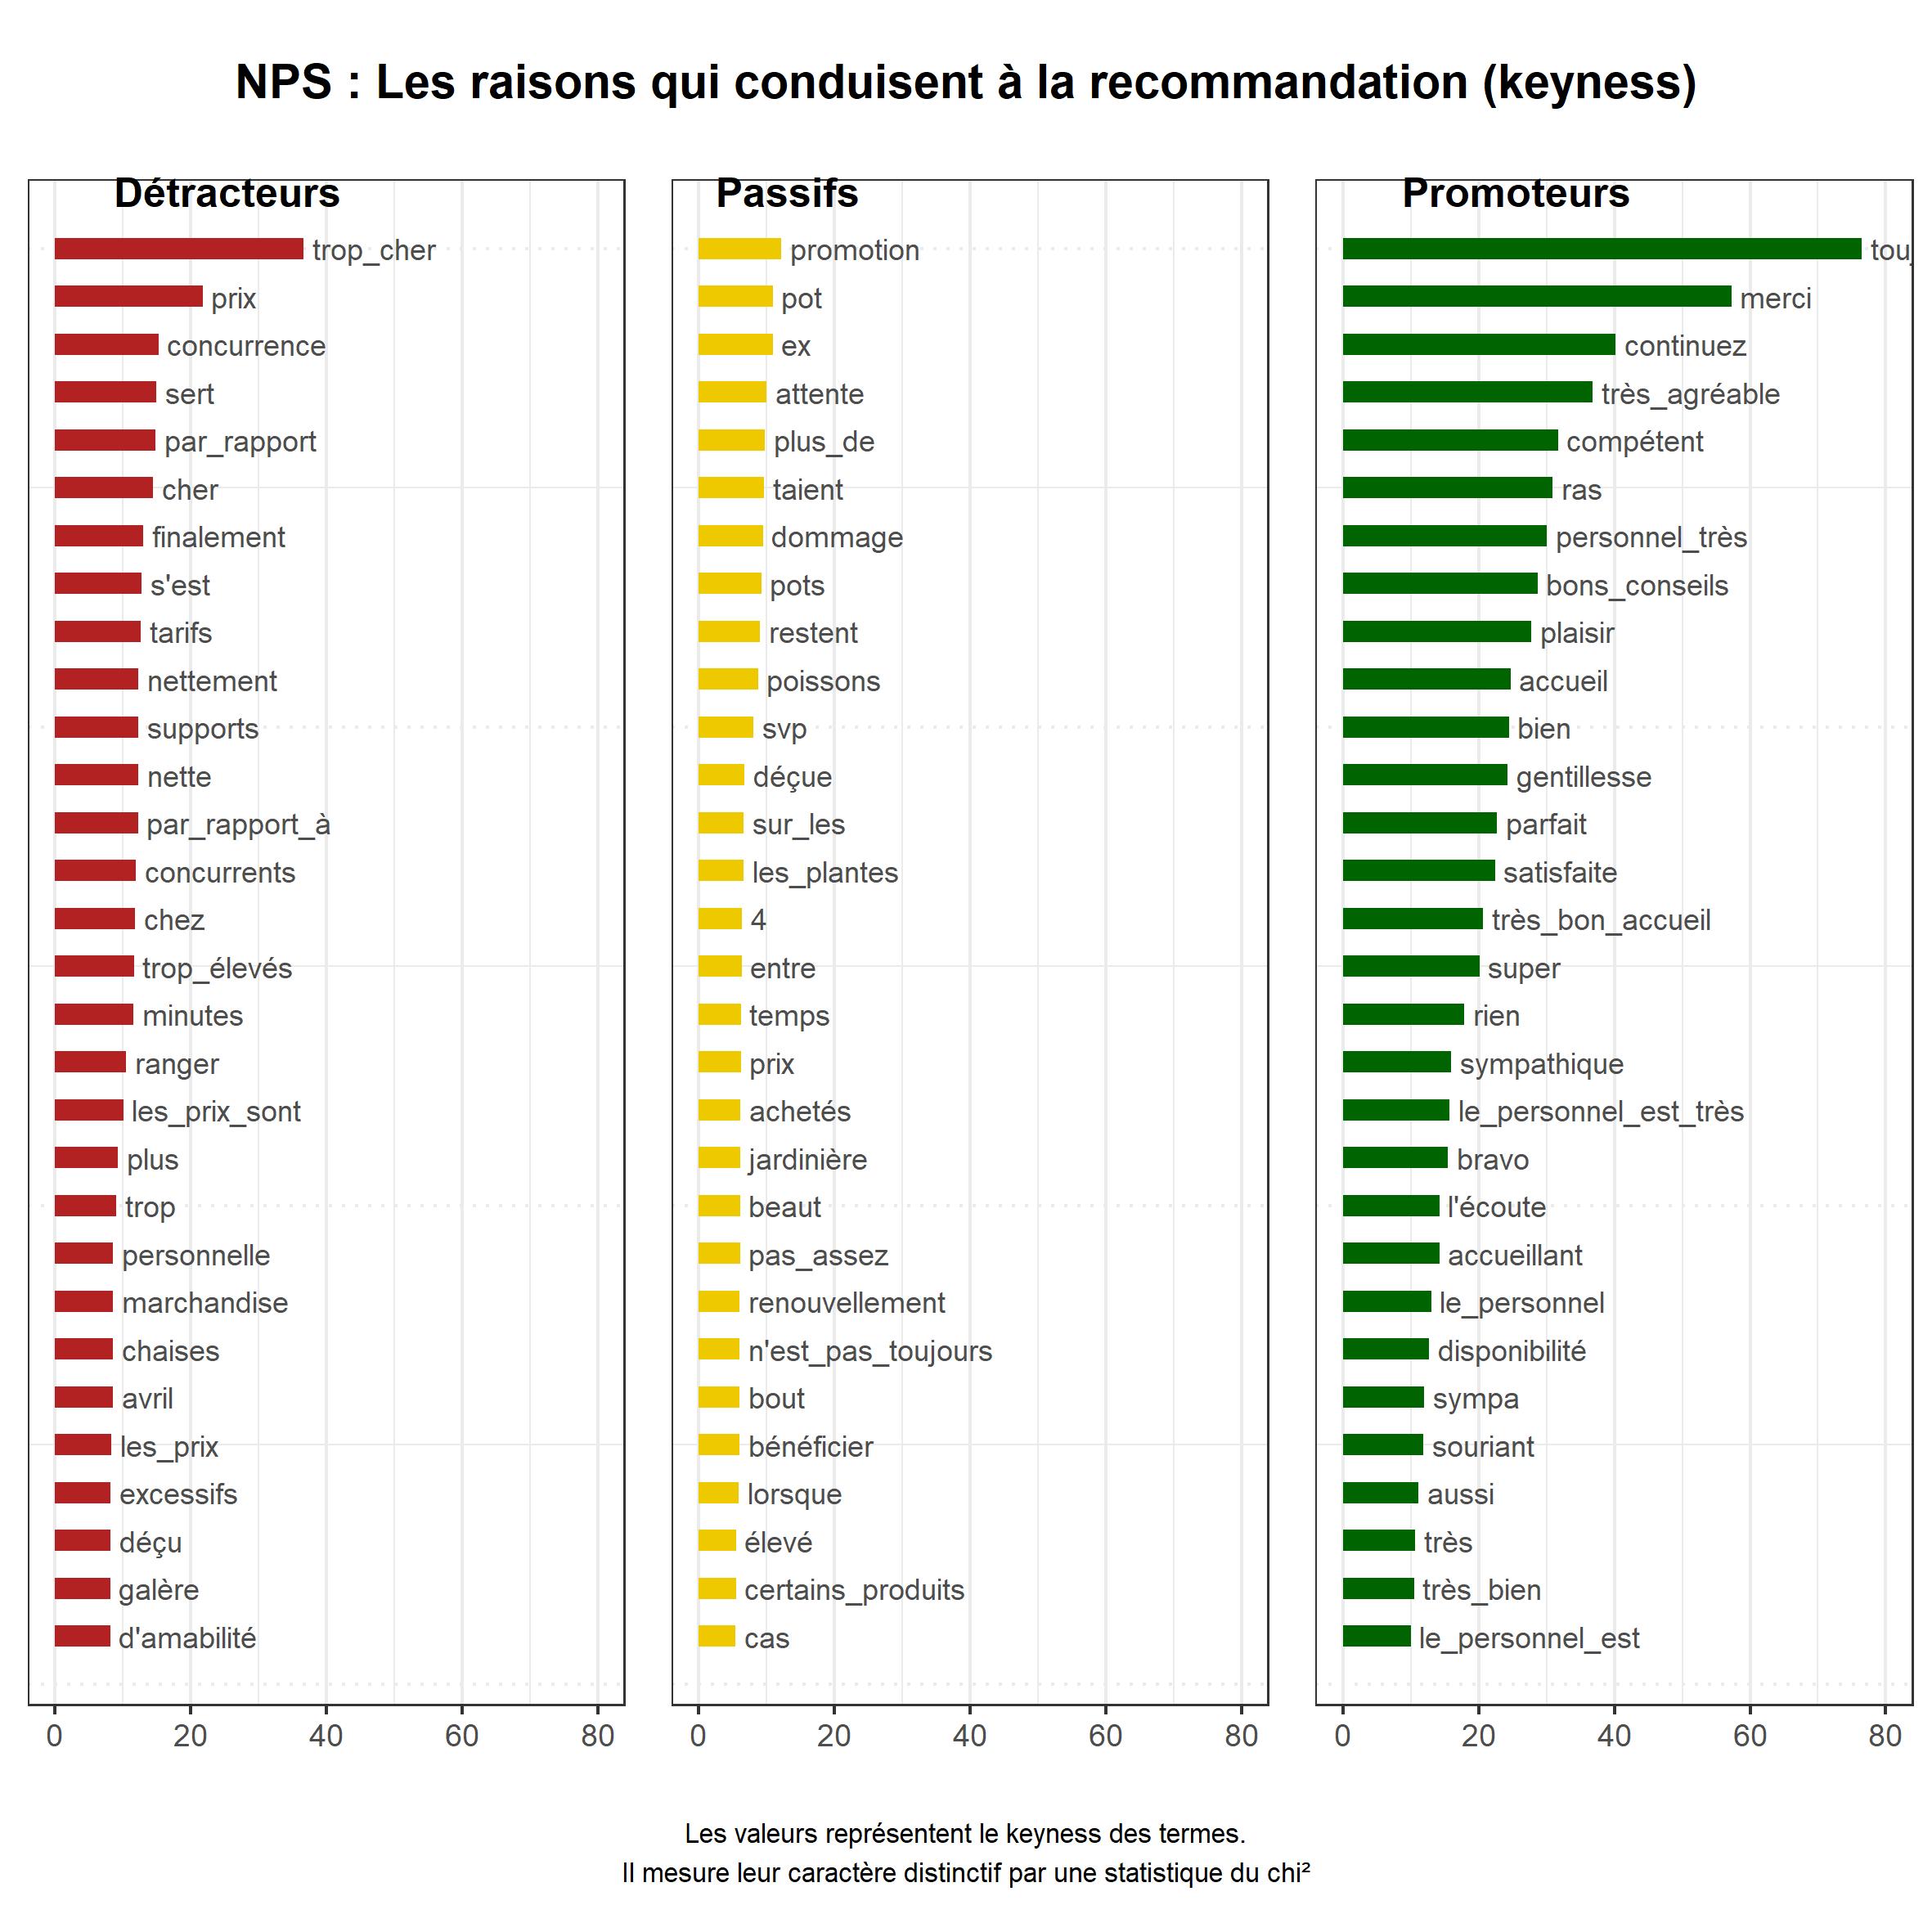 NPS : Les raisons qui conduisent à la recommandation (keyness)
Détracteurs
trop_cher
prix
concurrence
sert
par_rapport
cher
finalement
s'est
tarifs
nettement
supports
nette
par_rapport_à
concurrents
chez
trop_élevés
minutes
ranger
les_prix_sont
plus
trop
personnelle
marchandise
chaises
avril
les_prix
excessifs
déçu
galère
d'amabilité
0 20 40 60 80
Passifs
promotion
pot
ex
attente
plus_de
taient
dommage
pots
restent
poissons
svp
déçue
sur_les
les_plantes
4
entre
temps
prix
achetés
jardinière
beaut
pas_assez
renouvellement
n'est_pas_toujours
bout
bénéficier
lorsque
élevé
certains_produits
cas
0 20 40 60 80
Promoteurs
merci
continuez
très_agréable
compétent
ras
personnel_très
bons_conseils
plaisir
accueil
bien
gentillesse
parfait
satisfaite
très_bon_accueil
super
rien
sympathique
le_personnel_est_très
bravo
l'écoute
accueillant
le_personnel
disponibilité
sympa
souriant
aussi
très
très_bien
le_personnel_est
0 20 40 60 80
Les valeurs représentent le keyness des termes.
Il mesure leur caractère distinctif par une statistique du chi²